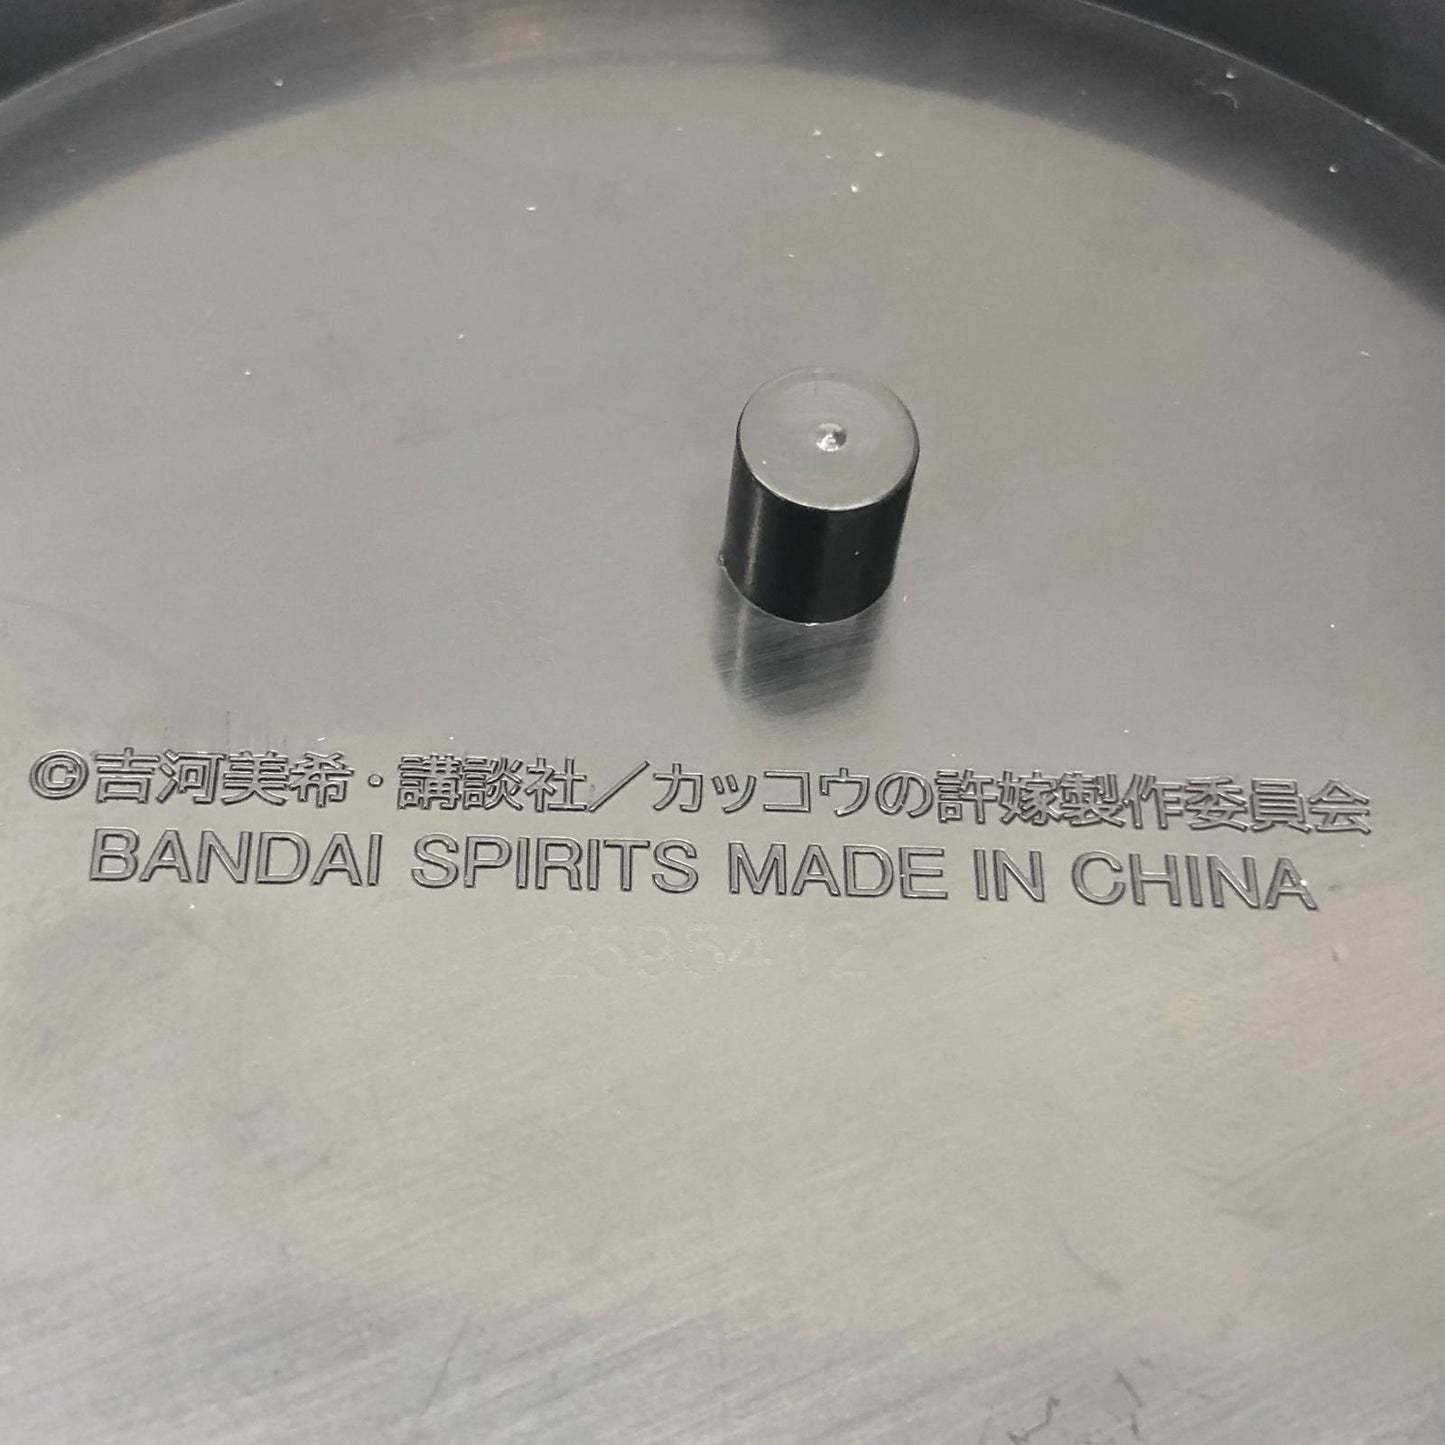 ©吉河美希・講談社／カッコウの許嫁製作委員会
BANDAI SPIRITS MADE IN CHINA
2585412